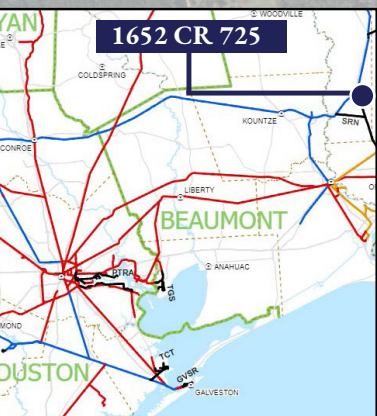 YAN
WOODVILLE
1652 CR 725
COLDSPRING
KOUNTZE
SRN
CONROE
LIBERTY
BEAUMONT
PTRA
ANAHUAC
TGS
MOND
TCT
OUSTON
GVSR
GALVESTON